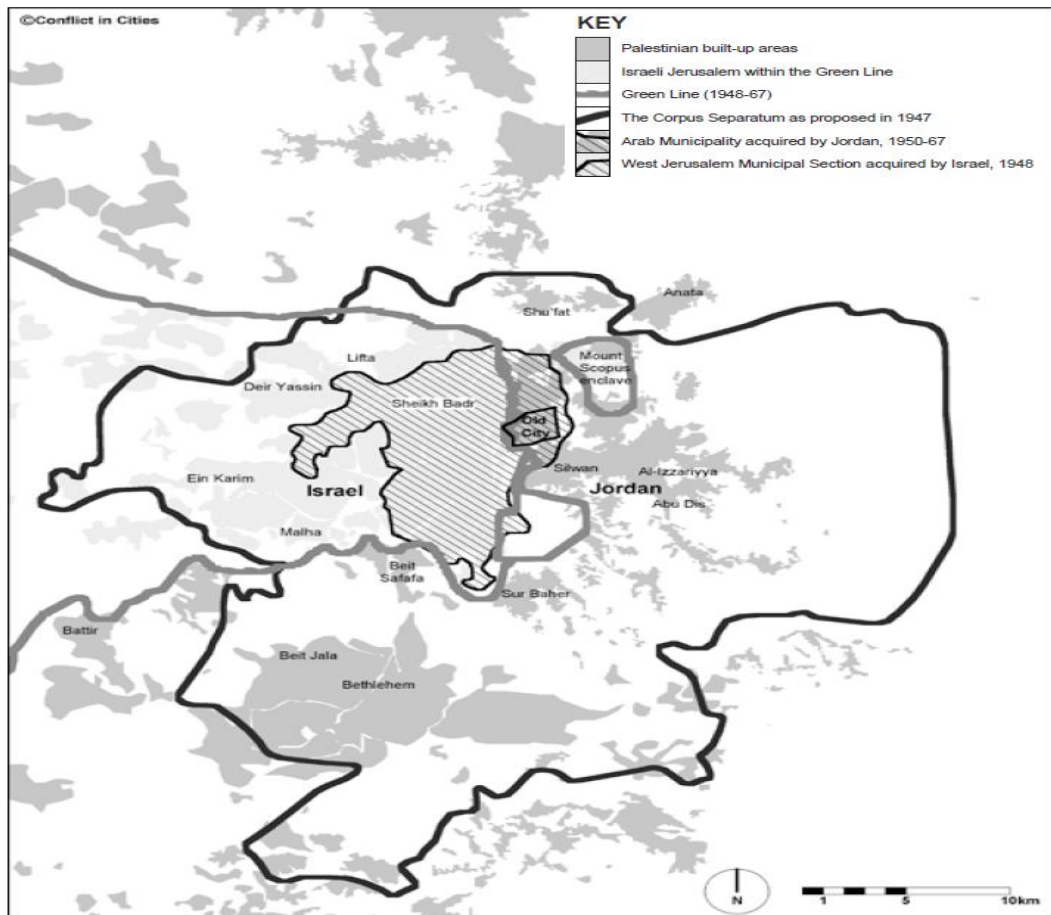 ©Conflict in Cities
KEY
Palestinian built-up areas
Israeli Jerusalem within the Green Line
Green Line (1948-67)
The Corpus Separatum as proposed in 1947
Arab Municipality acquired by Jordan, 1950-67
West Jerusalem Municipal Section acquired by Israel, 1948
Anata
Shu'fat
Lifta
Mount
Scopus
enclave
Deir Yassin
Sheikh Badr
Old
City
Silwan
Al-Izzariyya
Ein Karim
Israel
Jordan
Abu Dis
Malha
Beit
Safafa
Sur Baher
Battir
Beit Jala
Bethlehem
N
1
5
10km